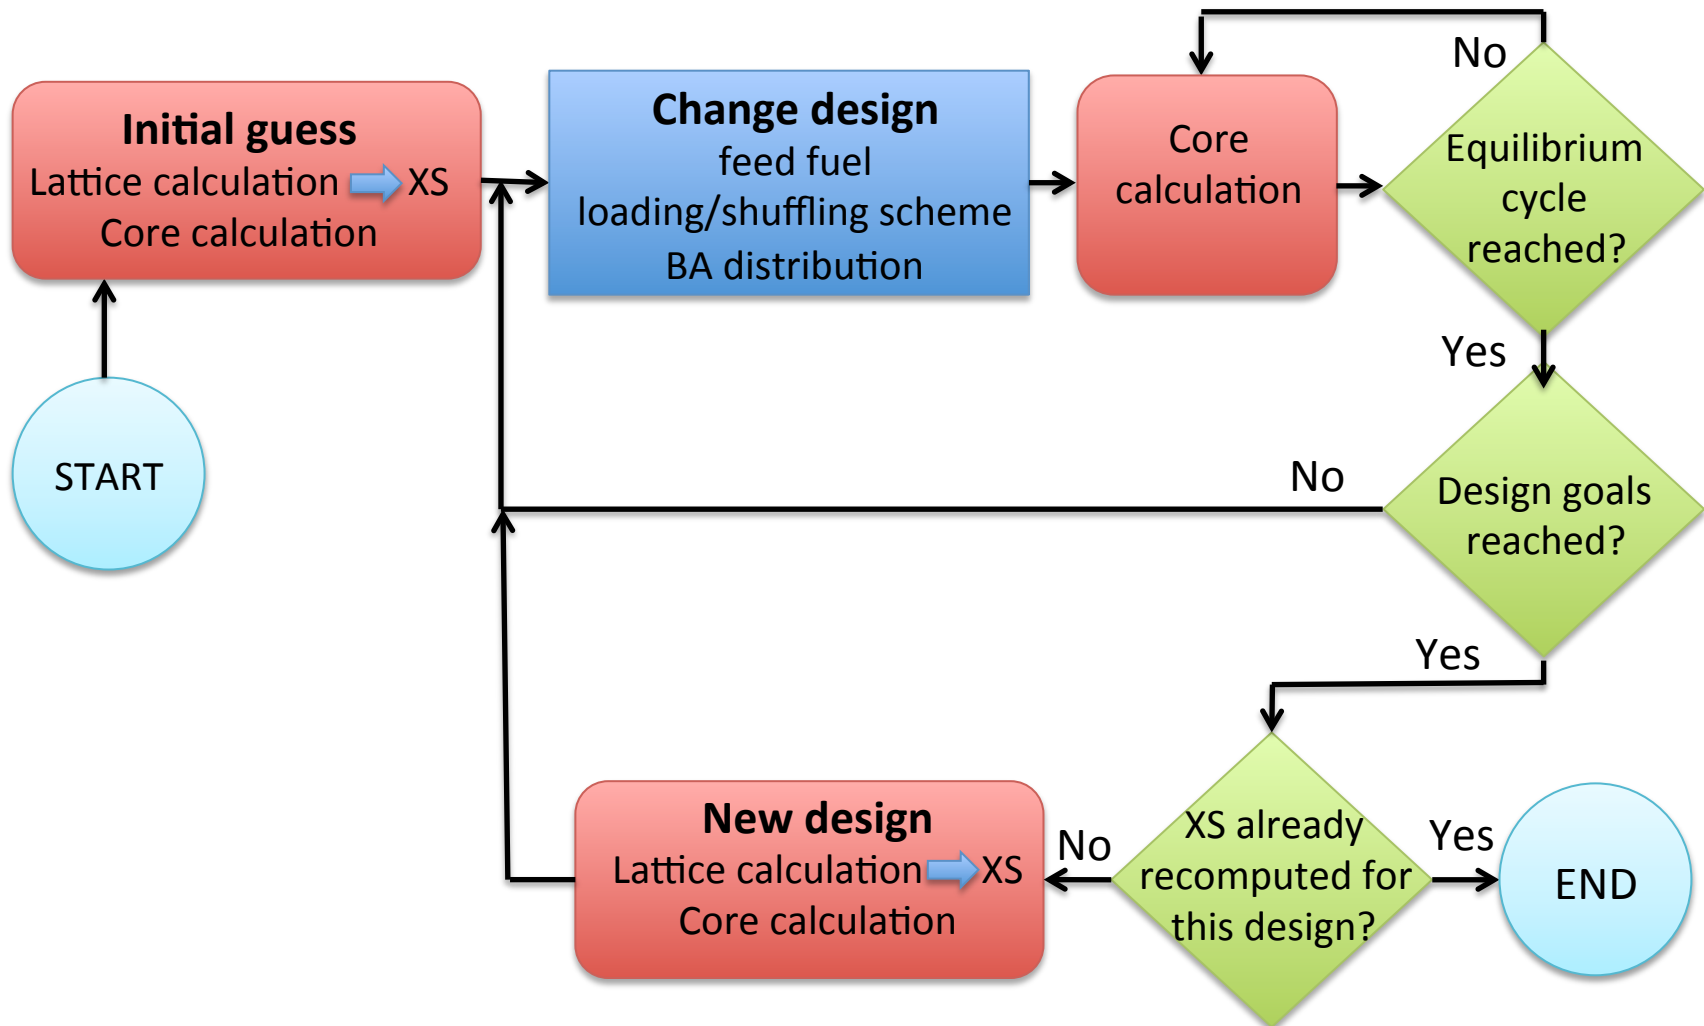 Initial guess
Lattice calculation XS
Core calculation
Change design
feed fuel
loading/shuffling scheme
BA distribution
Core
calculation
No
Equilibrium
cycle
reached?
Yes
START
No
Design goals
reached?
Yes
New design
Lattice calculation XS
Core calculation
No
XS already
recomputed for
this design?
Yes
END